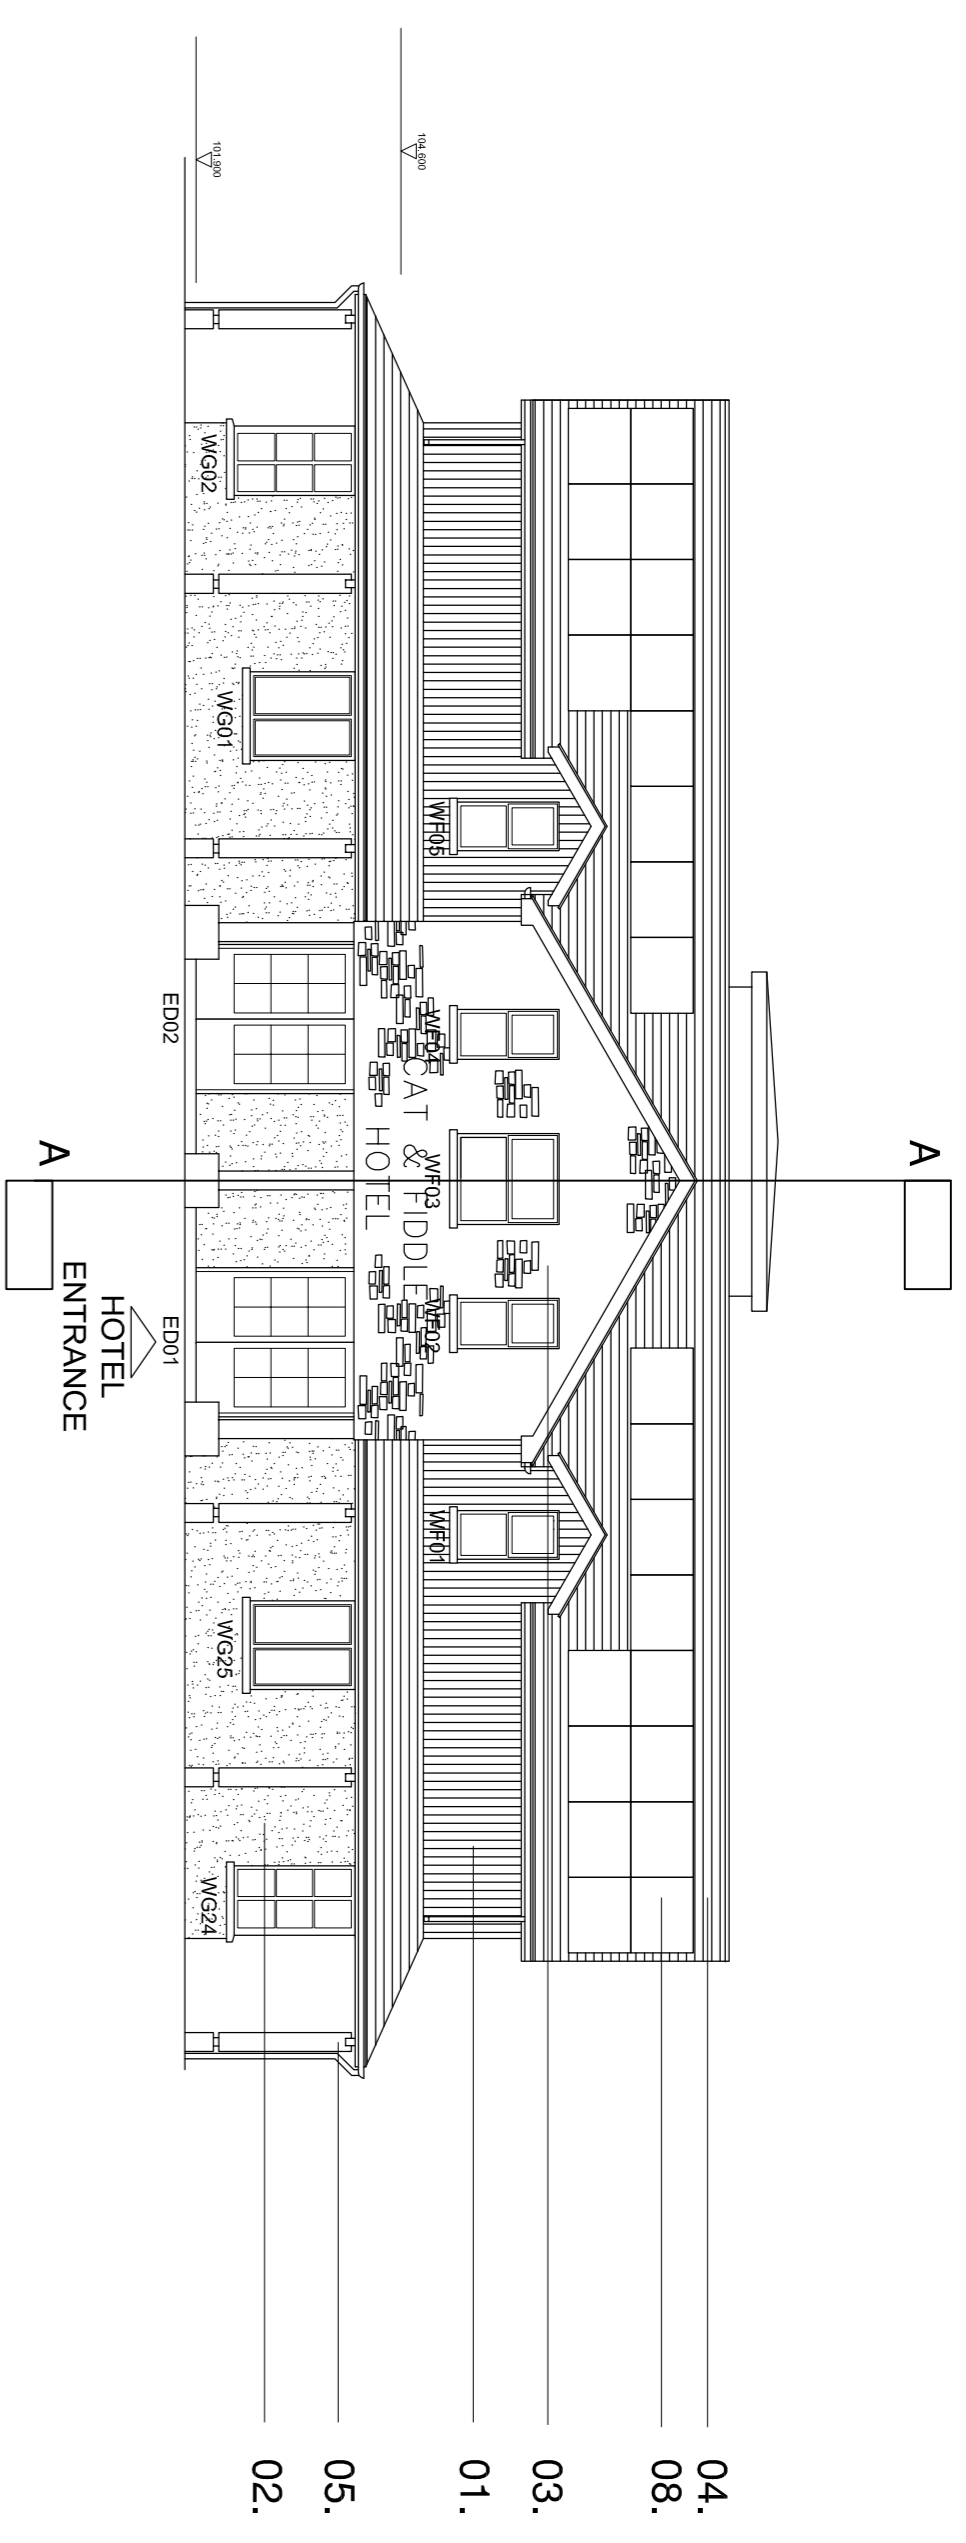 A
A
104.600
101.900
04.
08.
03.
01.
05.
02.
WF05
WF04
WF03
WF02
WF01
CAT & FIDDLE
HOTEL
WG02
WG01
WG25
WG24
ED02
ED01
HOTEL
ENTRANCE